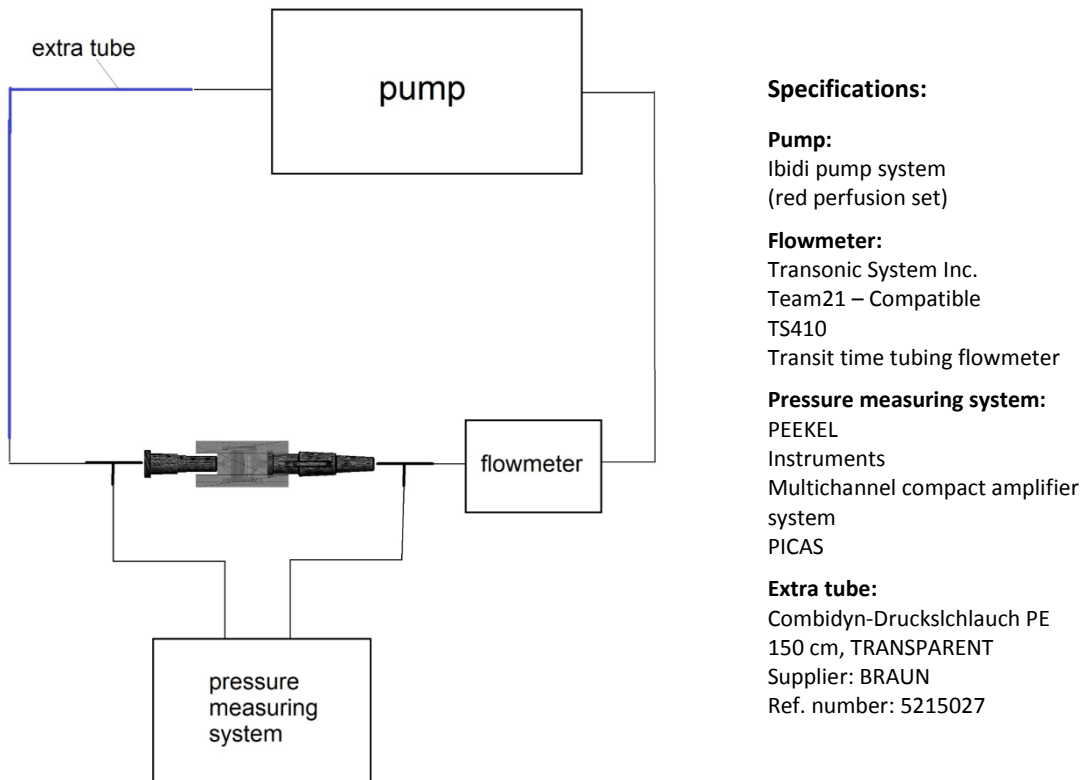 extra tube
pump
flowmeter
pressure
measuring
system
Specifications:
Pump:
Ibidi pump system
(red perfusion set)
Flowmeter:
Transonic System Inc.
Team21 – Compatible
TS410
Transit time tubing flowmeter
Pressure measuring system:
PEEKEL
Instruments
Multichannel compact amplifier
system
PICAS
Extra tube:
Combidyn-Druckslchlauch PE
150 cm, TRANSPARENT
Supplier: BRAUN
Ref. number: 5215027